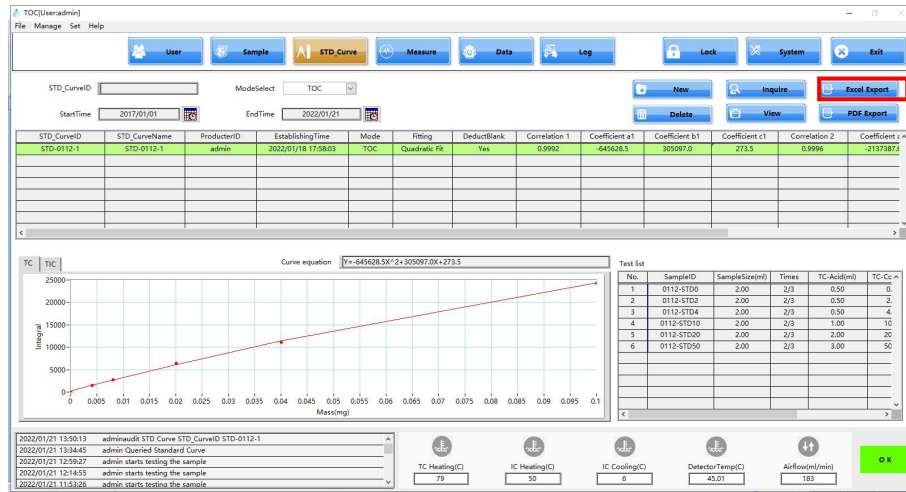 TOC[User:admin]
File Manage Set Help
User Sample STD_Curve Measure Data Log Lock System Exit
STD_CurveID ModeSelect TOC New Inquire Excel Export
StartTime 2017/01/01 EndTime 2022/01/21 Delete View PDF Export
STD_CurveID STD_CurveName ProducterID EstablishingTime Mode Fitting DeductBlank Correlation 1 Coefficient a1 Coefficient b1 Coefficient c1 Correlation 2 Coefficient
STD-0112-1 STD-0112-1 admin 2022/01/18 17:58:03 TOC Quadratic Fit Yes 0.9992 -645628.5 305097.0 273.5 0.9996 -2137387.
TC TIC Curve equation Y=-645628.5X^2+305097.0X+273.5 Test list
No. SampleID SampleSize(ml) Times TC-Acid(ml)
1 0112-STD0 2.00 2/3 0.50 0.
2 0112-STD2 2.00 2/3 0.50 2.
3 0112-STD4 2.00 2/3 0.50 4.
4 0112-STD10 2.00 2/3 1.00 10
5 0112-STD20 2.00 2/3 2.00 20
6 0112-STD50 2.00 2/3 3.00 50
Integral
25000
20000
15000
10000
5000
0
0 0.005 0.01 0.015 0.02 0.025 0.03 0.035 0.04 0.045 0.05 0.055 0.06 0.065 0.07 0.075 0.08 0.085 0.09 0.095 0.1
Mass(mg)
2022/01/21 13:50:13 adminaudit STD Curve STD_CurveID STD-0112-1
2022/01/21 13:34:45 admin Queried Standard Curve
2022/01/21 12:59:27 admin starts testing the sample
2022/01/21 12:14:55 admin starts testing the sample
2022/01/21 11:53:26 admin starts testing the sample
TC Heating(C) IC Heating(C) IC Cooling(C) DetectorTemp(C) Airflow(ml/min)
79 50 6 45.01 183
O K